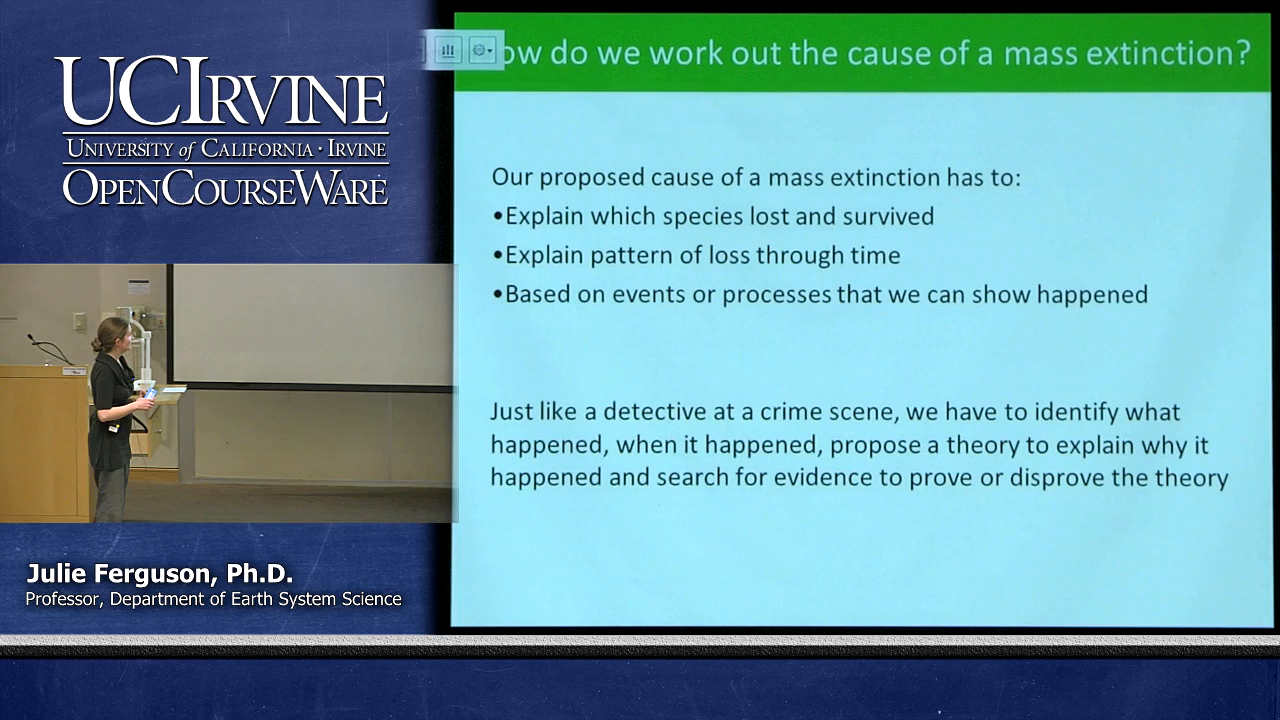 UCIRVINE
UNIVERSITY of CALIFORNIA · IRVINE
OPENCOURSEWARE
ow do we work out the cause of a mass extinction?
Our proposed cause of a mass extinction has to:
•Explain which species lost and survived
•Explain pattern of loss through time
•Based on events or processes that we can show happened
Just like a detective at a crime scene, we have to identify what
happened, when it happened, propose a theory to explain why it
happened and search for evidence to prove or disprove the theory
Julie Ferguson, Ph.D.
Professor, Department of Earth System Science